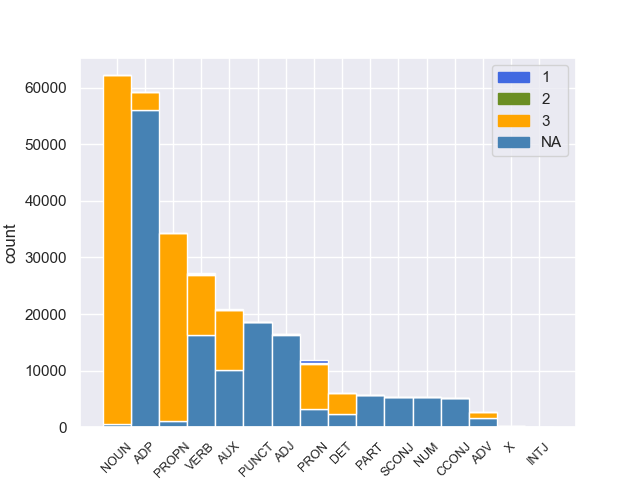 60000
50000
40000
30000
20000
10000
0
count
1
2
3
NA
NOUN
ADP
PROPN
VERB
AUX
PUNCT
ADJ
PRON
DET
PART
SCONJ
NUM
CCONJ
ADV
X
INTJ